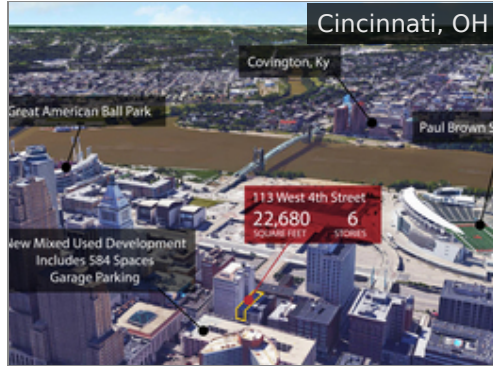 Cincinnati, OH
Covington, Ky
Great American Ball Park
Paul Brown S
113 West 4th Street
22,680 6
SQUARE FEET STORIES
New Mixed Used Development
Includes 584 Spaces
Garage Parking